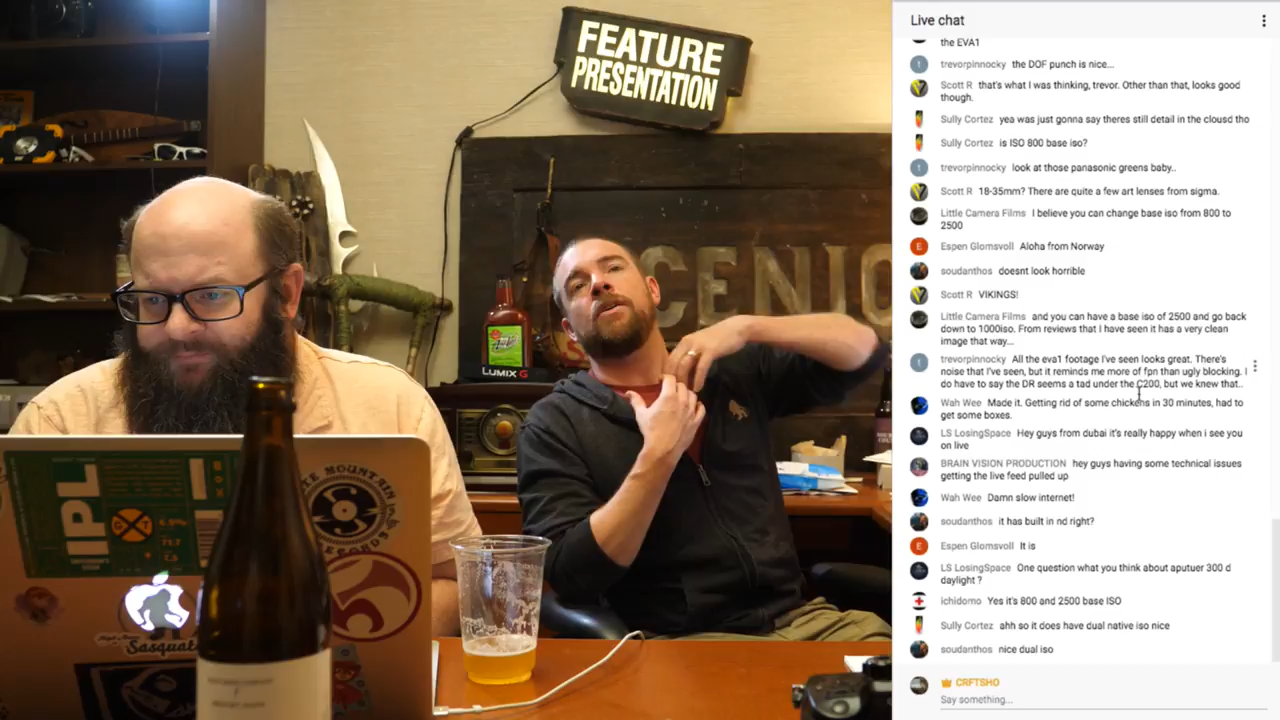 FEATURE
PRESENTATION
CENIC
LUMIX G
IPL
6.9%
71.7
Sasquatch
Live chat
the EVA1
trevorpinnocky the DOF punch is nice...
Scott R that's what I was thinking, trevor. Other than that, looks good
though.
Sully Cortez yea was just gonna say theres still detail in the clousd tho
Sully Cortez is ISO 800 base iso?
trevorpinnocky look at those panasonic greens baby..
Scott R 18-35mm? There are quite a few art lenses from sigma.
Little Camera Films I believe you can change base iso from 800 to
2500
E
Espen Glomsvoll Aloha from Norway
soudanthos doesnt look horrible
Scott R VIKINGS!
Little Camera Films and you can have a base iso of 2500 and go back
down to 1000iso. From reviews that I have seen it has a very clean
image that way...
trevorpinnocky All the eva1 footage I've seen looks great. There's
noise that I've seen, but it reminds me more of fpn than ugly blocking. I
do have to say the DR seems a tad under the C200, but we knew that..
Wah Wee Made it. Getting rid of some chickens in 30 minutes, had to
get some boxes.
LS LosingSpace Hey guys from dubai it's really happy when i see you
on live
BRAIN VISION PRODUCTION hey guys having some technical issues
getting the live feed pulled up
Wah Wee Damn slow internet!
soudanthos it has built in nd right?
E
Espen Glomsvoll It is
LS LosingSpace One question what you think about aputuer 300 d
daylight ?
ichidomo Yes it's 800 and 2500 base ISO
Sully Cortez ahh so it does have dual native iso nice
soudanthos nice dual iso
CRFTSHO
Say something...